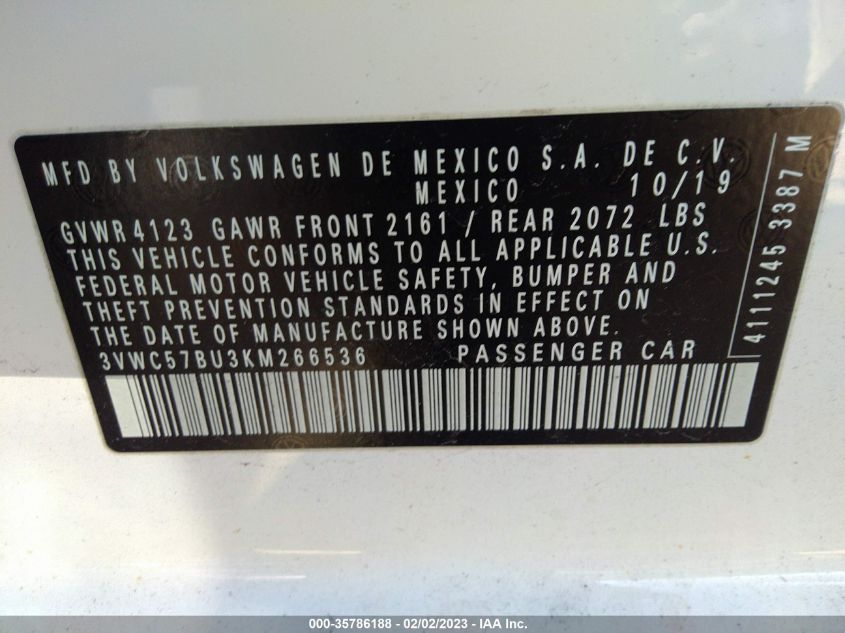 MFD BY VOLKSWAGEN DE MEXICO S.A. DE C.V.
MEXICO 10/19
GVWR 4123 GAWR FRONT 2161 / REAR 2072 LBS
THIS VEHICLE CONFORMS TO ALL APPLICABLE U.S.
FEDERAL MOTOR VEHICLE SAFETY, BUMPER AND
THEFT PREVENTION STANDARDS IN EFFECT ON
THE DATE OF MANUFACTURE SHOWN ABOVE.
3VWC57BU3KM266536 PASSENGER CAR
4111245 3387 M
000-35786188 - 02/02/2023 - IAA Inc.